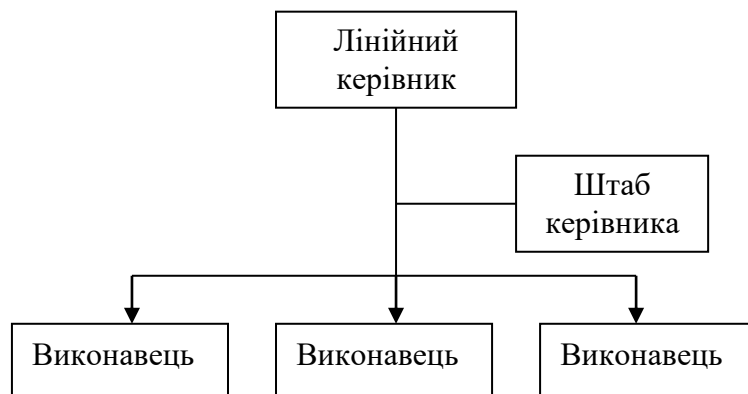 Лінійний
керівник
Штаб
керівника
Виконавець
Виконавець
Виконавець